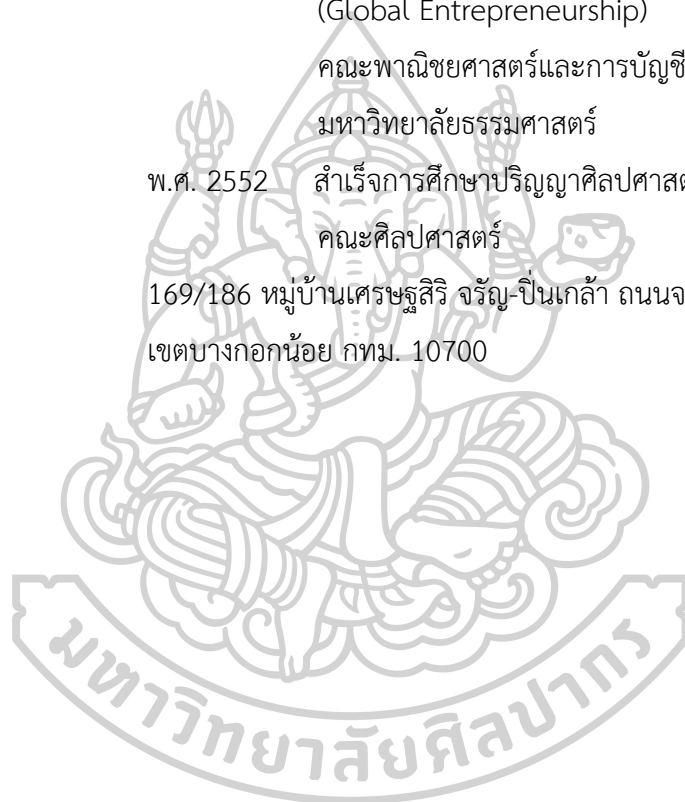 (Global Entrepreneurship)
คณะพาณิชยศาสตร์และการบัญชี
มหาวิทยาลัยธรรมศาสตร์
พ.ศ. 2552 สำเร็จการศึกษาปริญญาศิลปศาสต
คณะศิลปศาสตร์
169/186 หมู่บ้านเศรษฐสิริ จรัญ-ปิ่นเกล้า ถนนจ
เขตบางกอกน้อย กทม. 10700
มหาวิทยาลัยศิลปากร